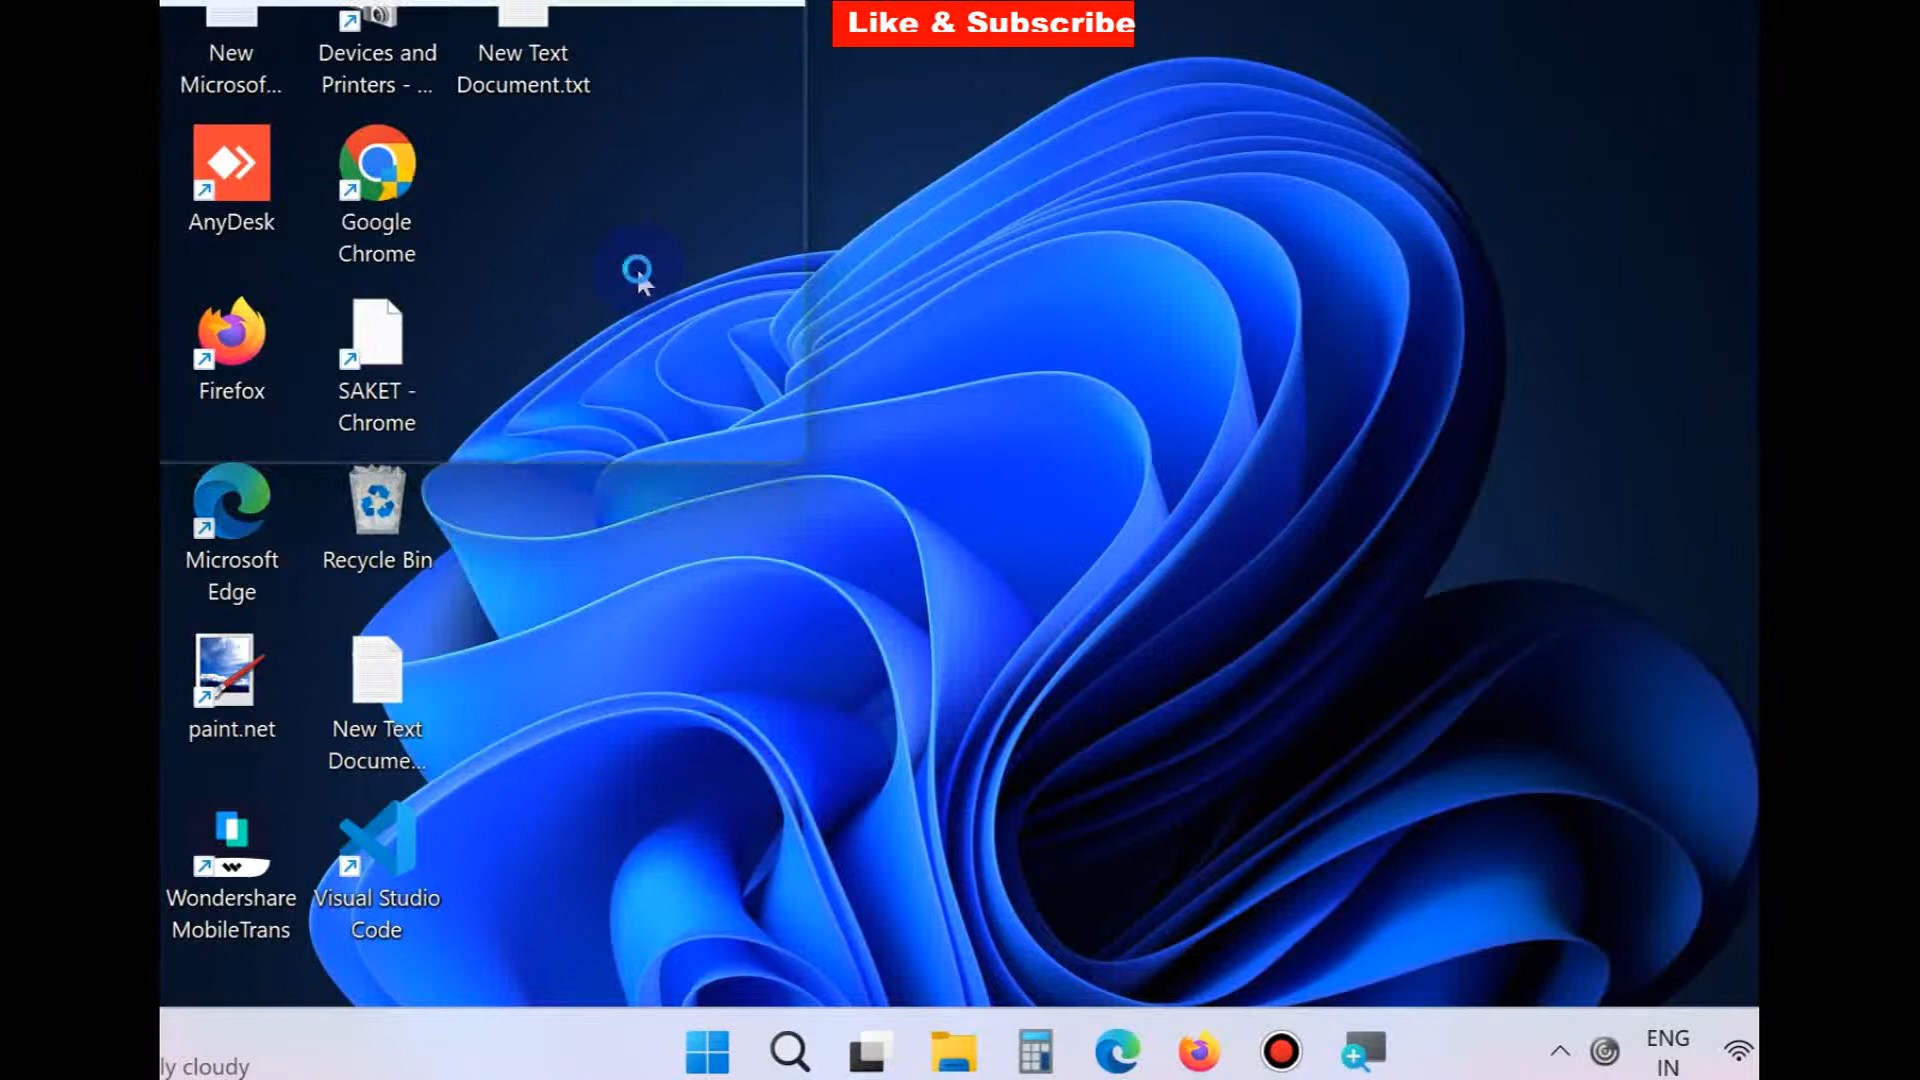 Like & Subscribe
New
Microsof...
Devices and
Printers - ...
New Text
Document.txt
AnyDesk
Google
Chrome
Firefox
SAKET -
Chrome
Microsoft
Edge
Recycle Bin
paint.net
New Text
Docume...
Wondershare
MobileTrans
Visual Studio
Code
ly cloudy
ENG
IN